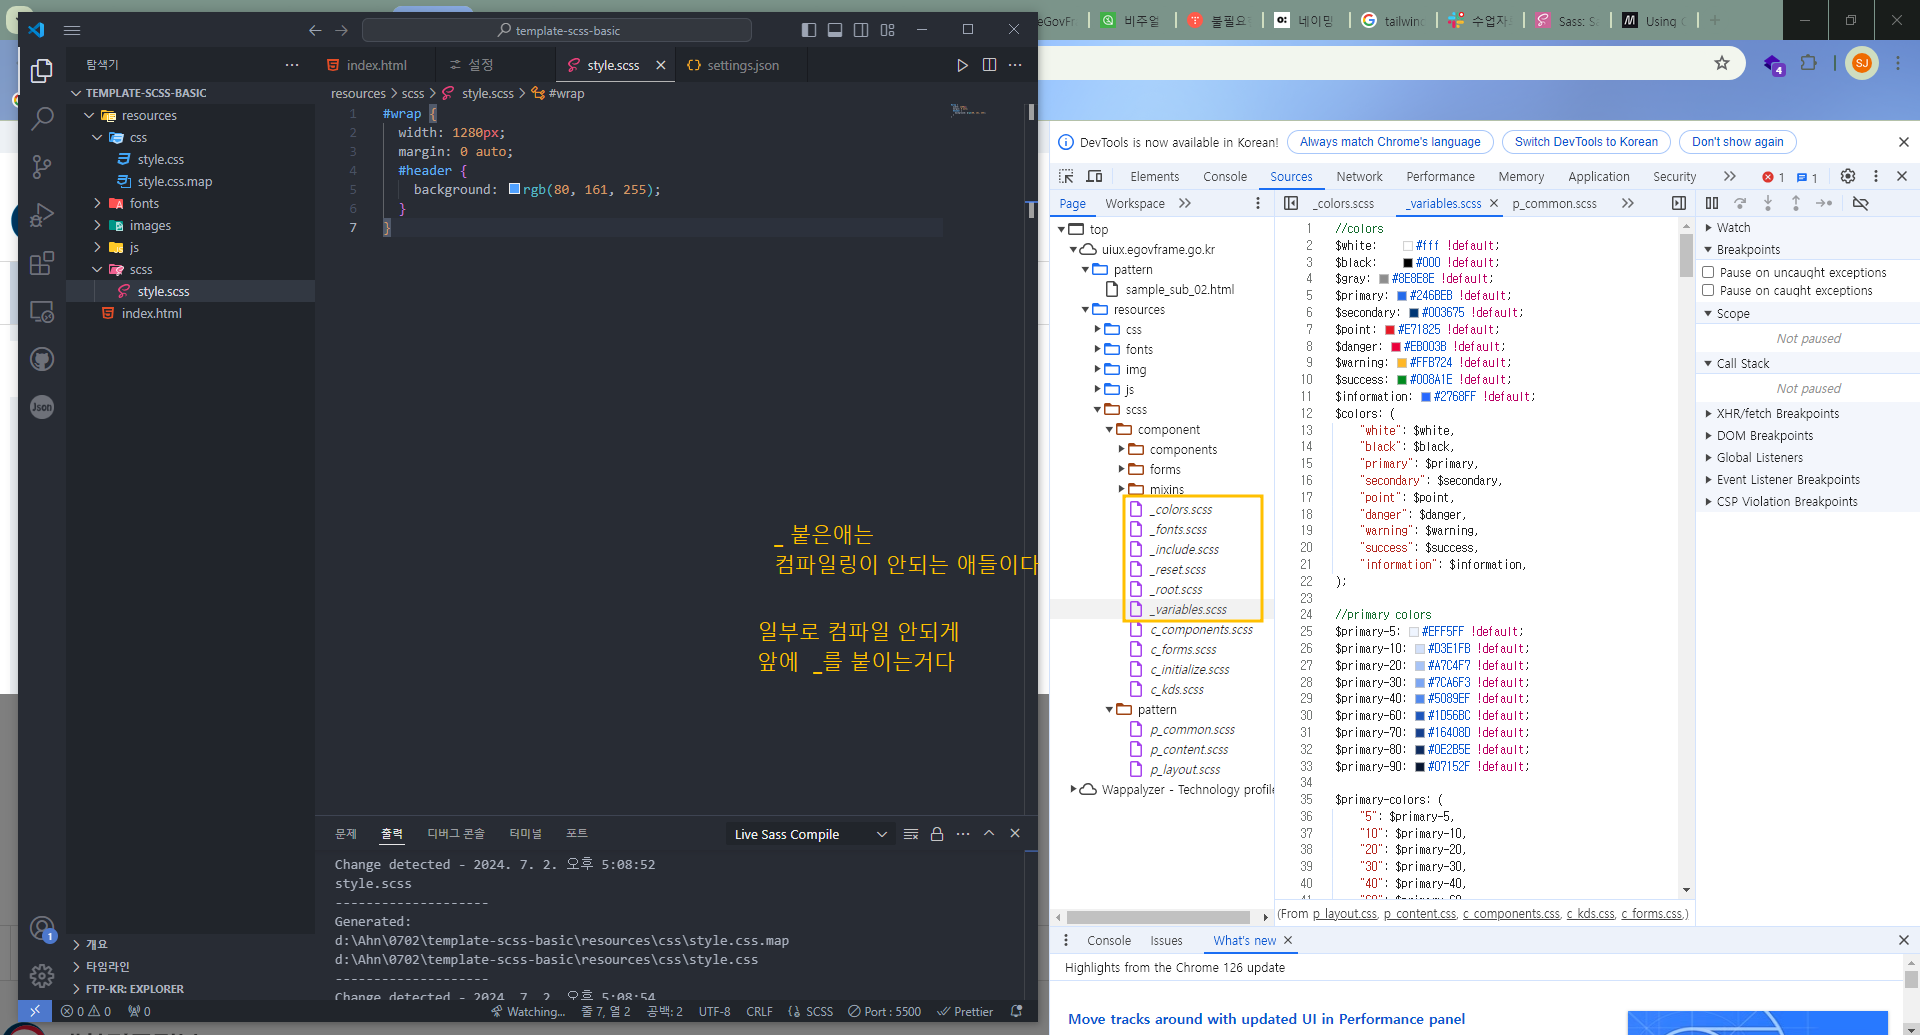 template-scss-basic
eGovFr
비주얼
불필요
네이밍
tailwind
수업자
Sass: Sa
Using
탐색기
index.html
설정
style.scss
settings.json
TEMPLATE-SCSS-BASIC
resources
css
style.css
style.css.map
fonts
images
js
scss
style.scss
index.html
resources > scss > style.scss > #wrap
1 #wrap {
2 width: 1280px;
3 margin: 0 auto;
4 #header {
5 background: rgb(80, 161, 255);
6 }
7 }
_ 붙은애는
컴파일링이 안되는 애들이다
일부로 컴파일 안되게
앞에 _를 붙이는거다
문제 출력 디버그 콘솔 터미널 포트
Live Sass Compile
Change detected - 2024. 7. 2. 오후 5:08:52
style.scss
--------------------
Generated:
d:\Ahn\0702\template-scss-basic\resources\css\style.css.map
d:\Ahn\0702\template-scss-basic\resources\css\style.css
--------------------
Change detected - 2024. 7. 2. 오후 5:08:54
개요
타임라인
FTP-KR: EXPLORER
Json
1
0 0 0
Watching...
줄 7, 열 2
공백: 2
UTF-8
CRLF
SCSS
Port : 5500
Prettier
4
SJ
DevTools is now available in Korean!
Always match Chrome's language
Switch DevTools to Korean
Don't show again
Elements Console Sources Network Performance Memory Application Security
1 1
Page Workspace
_colors.scss
_variables.scss
p_common.scss
top
uiux.egovframe.go.kr
pattern
sample_sub_02.html
resources
css
fonts
img
js
scss
component
components
forms
mixins
_colors.scss
_fonts.scss
_include.scss
_reset.scss
_root.scss
_variables.scss
c_components.scss
c_forms.scss
c_initialize.scss
c_kds.scss
pattern
p_common.scss
p_content.scss
p_layout.scss
Wappalyzer - Technology profile
1 //colors
2 $white: #fff !default;
3 $black: #000 !default;
4 $gray: #8E8E8E !default;
5 $primary: #246BEB !default;
6 $secondary: #003675 !default;
7 $point: #E71825 !default;
8 $danger: #EB003B !default;
9 $warning: #FFB724 !default;
10 $success: #008A1E !default;
11 $information: #2768FF !default;
12 $colors: (
13 "white": $white,
14 "black": $black,
15 "primary": $primary,
16 "secondary": $secondary,
17 "point": $point,
18 "danger": $danger,
19 "warning": $warning,
20 "success": $success,
21 "information": $information,
22 );
23
24 //primary colors
25 $primary-5: #EFF5FF !default;
26 $primary-10: #D3E1FB !default;
27 $primary-20: #A7C4F7 !default;
28 $primary-30: #7CA6F3 !default;
29 $primary-40: #5089EF !default;
30 $primary-60: #1D56BC !default;
31 $primary-70: #16408D !default;
32 $primary-80: #0E2B5E !default;
33 $primary-90: #07152F !default;
34
35 $primary-colors: (
36 "5": $primary-5,
37 "10": $primary-10,
38 "20": $primary-20,
39 "30": $primary-30,
40 "40": $primary-40,
(From p_layout.css, p_content.css, c_components.css, c_kds.css, c_forms.css,)
Watch
Breakpoints
Pause on uncaught exceptions
Pause on caught exceptions
Scope
Not paused
Call Stack
Not paused
XHR/fetch Breakpoints
DOM Breakpoints
Global Listeners
Event Listener Breakpoints
CSP Violation Breakpoints
Console Issues What's new
Highlights from the Chrome 126 update
Move tracks around with updated UI in Performance panel